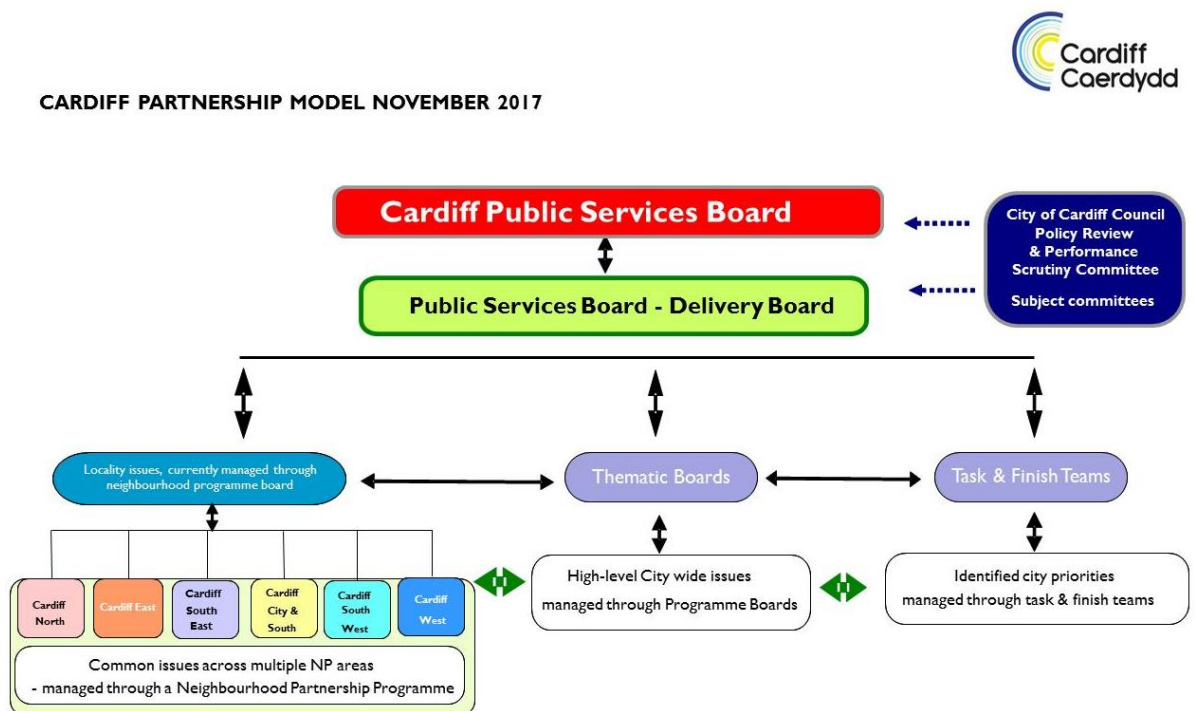 Cardiff
Caerdydd
CARDIFF PARTNERSHIP MODEL NOVEMBER 2017
Cardiff Public Services Board
City of Cardiff Council
Policy Review
& Performance
Scrutiny Committee
Subject committees
Public Services Board - Delivery Board
Locality issues, currently managed through
neighbourhood programme board
Thematic Boards
Task & Finish Teams
Cardiff
North
Cardiff East
Cardiff
South
East
Cardiff
City &
South
Cardiff
South
West
Cardiff
West
High-level City wide issues
managed through Programme Boards
Identified city priorities
managed through task & finish teams
Common issues across multiple NP areas
- managed through a Neighbourhood Partnership Programme